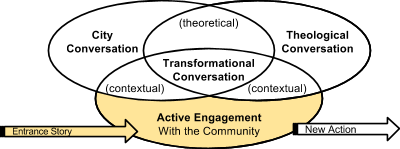 (theoretical)
City
Conversation
Theological
Conversation
Transformational
Conversation
(contextual)
(contextual)
Active Engagement
With the Community
Entrance Story
New Action